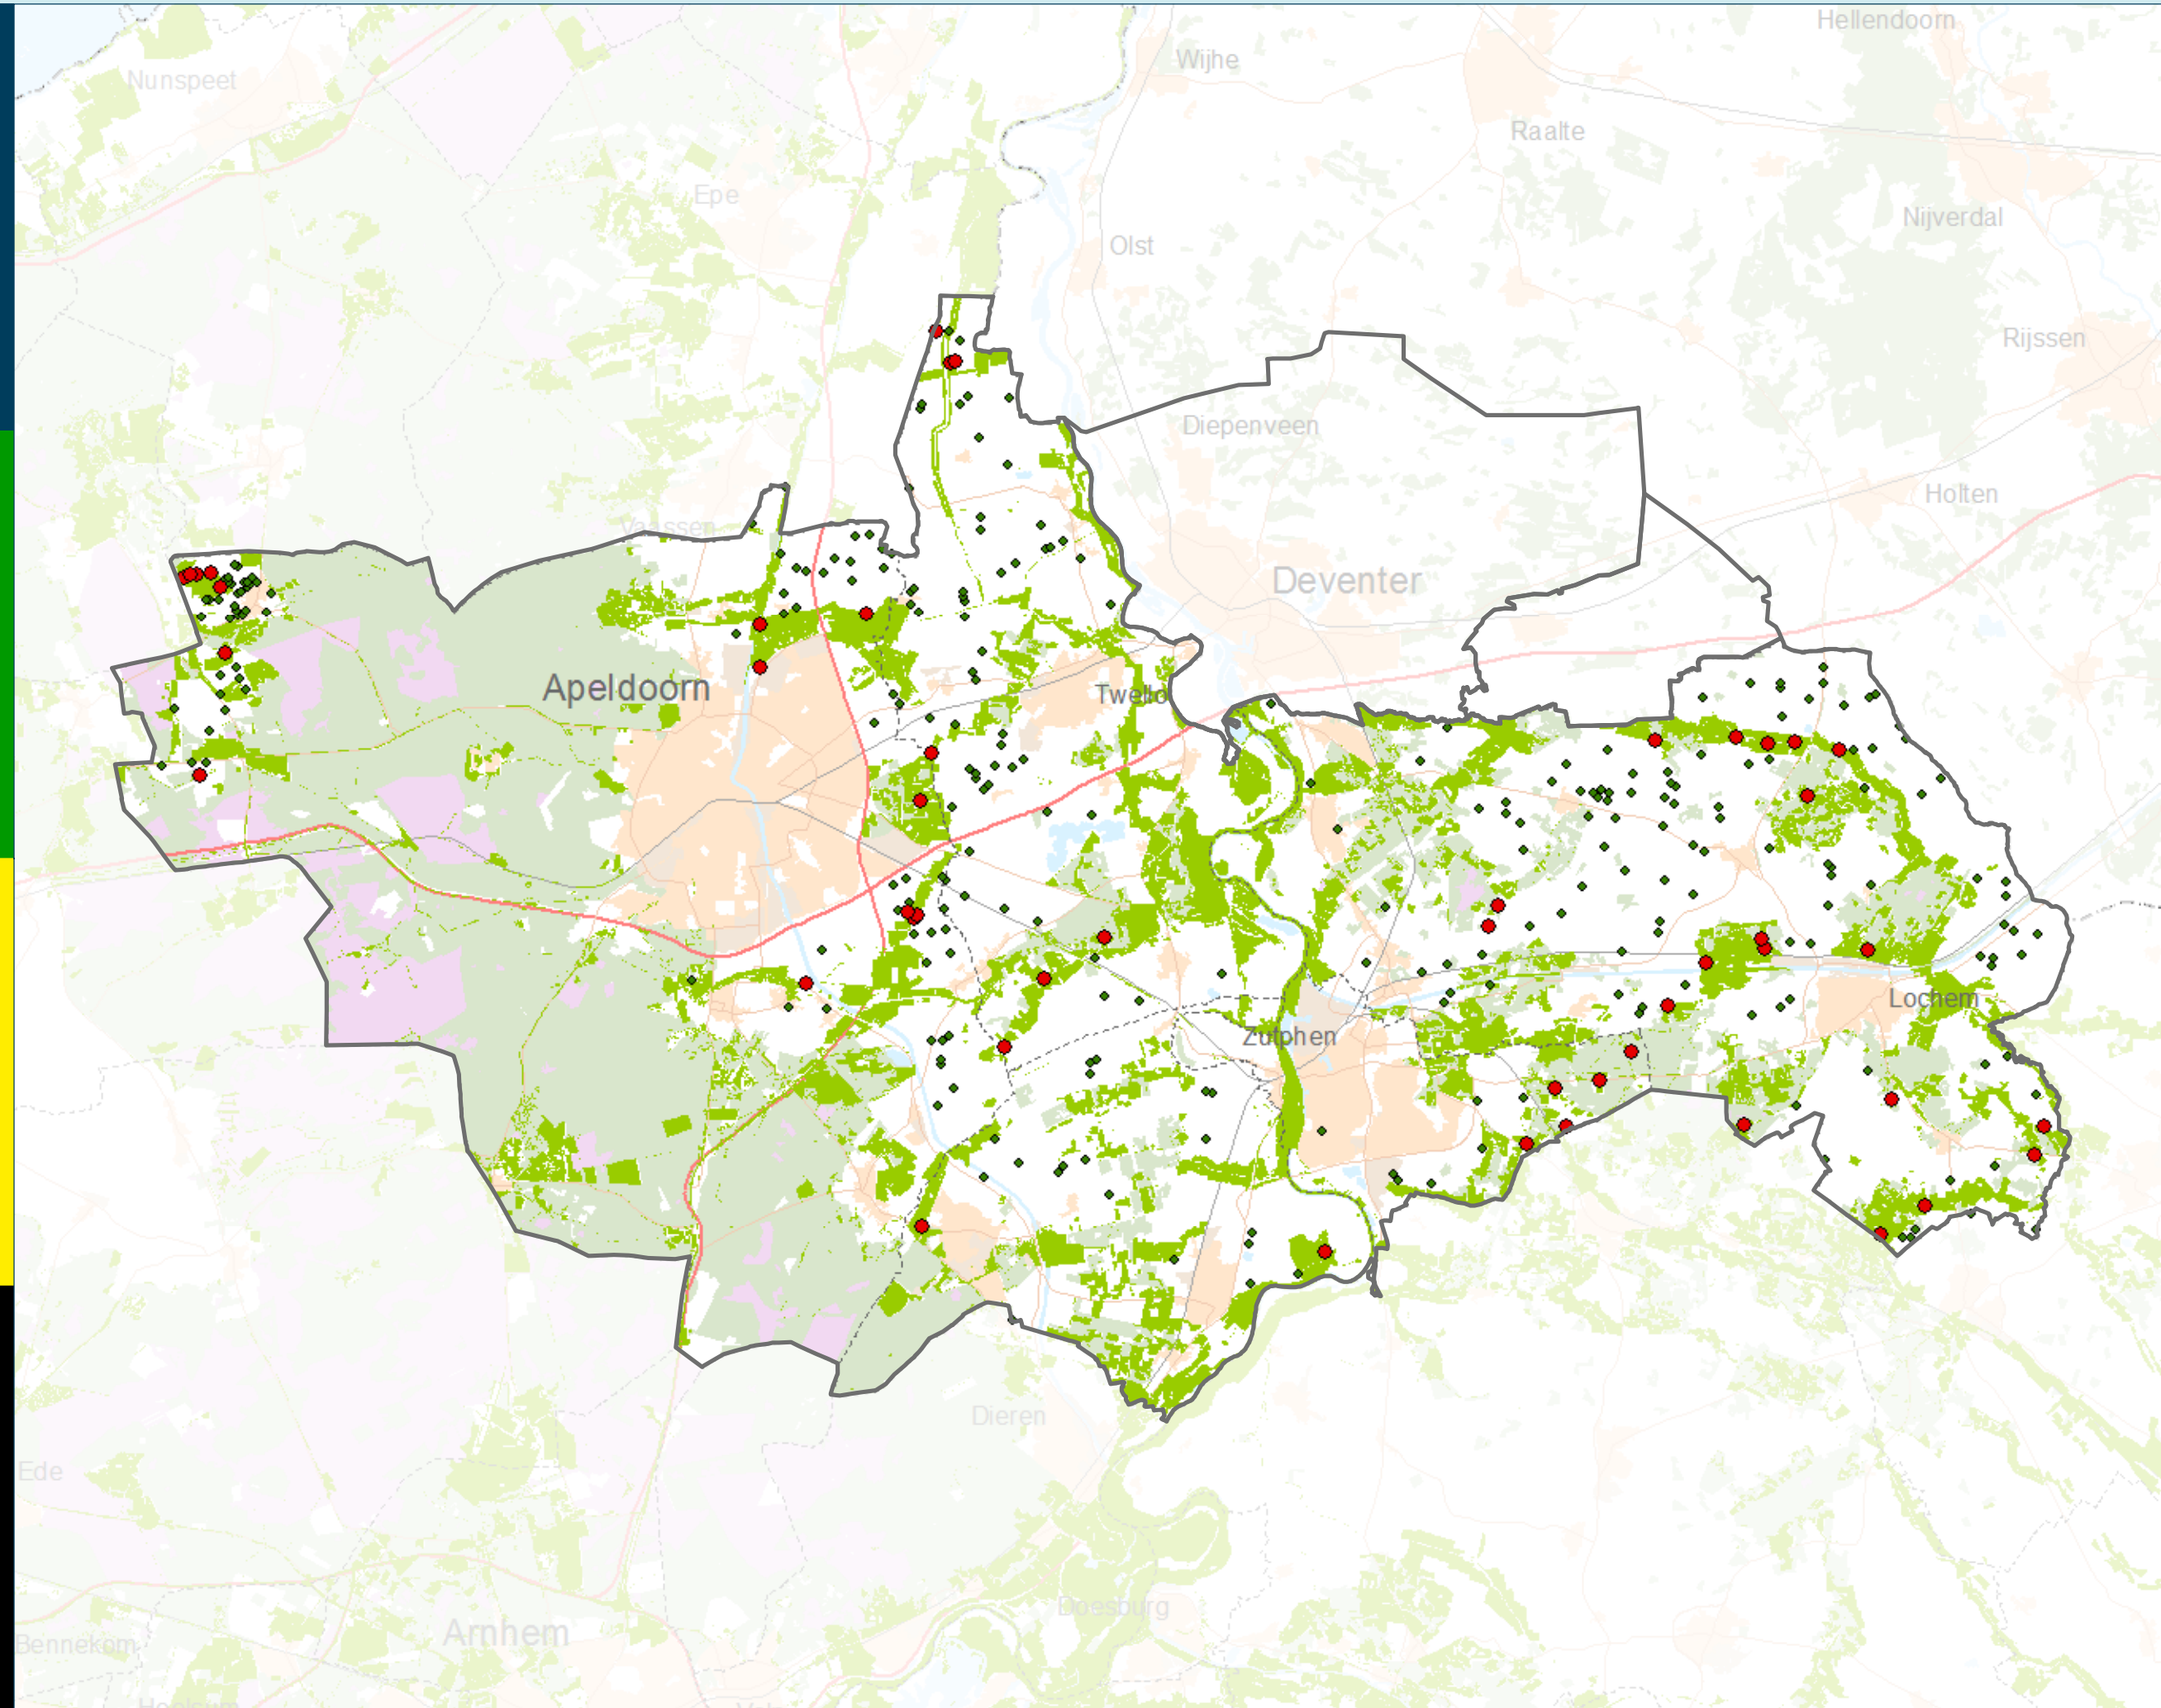 Hellendoorn
Wijhe
Nunspeet
Raalte
Epe
Nijverdal
Olst
Rijssen
Diepenveen
Holten
Vaassen
Deventer
Apeldoorn
Twello
Lochem
Zutphen
Dieren
Ede
Doesburg
Arnhem
Bennekom